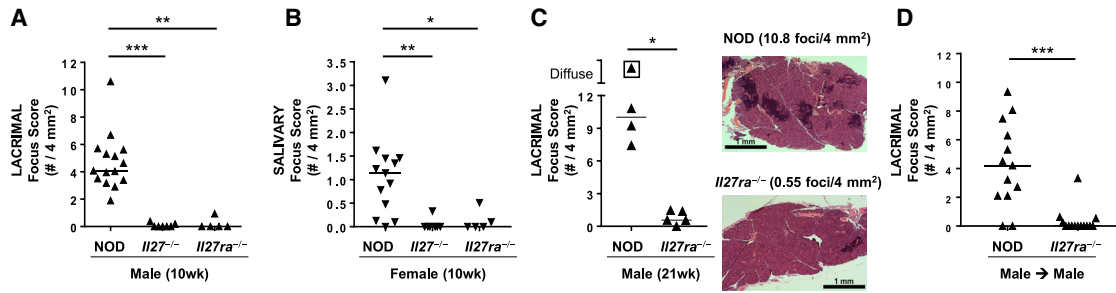 A
LACRIMAL
Focus Score
(# / 4 mm²)
**
***
12
10
8
6
4
2
0
NOD
Il27⁻/⁻
Il27ra⁻/⁻
Male (10wk)
B
SALIVARY
Focus Score
(# / 4 mm²)
*
**
3.5
3.0
2.5
2.0
1.5
1.0
0.5
0.0
NOD
Il27⁻/⁻
Il27ra⁻/⁻
Female (10wk)
C
LACRIMAL
Focus Score
(# / 4 mm²)
*
Diffuse
10
5
0
NOD
Il27ra⁻/⁻
Male (21wk)
NOD (10.8 foci/4 mm²)
1 mm
Il27ra⁻/⁻ (0.55 foci/4 mm²)
1 mm
D
LACRIMAL
Focus Score
(# / 4 mm²)
***
12
10
8
6
4
2
0
NOD
Il27ra⁻/⁻
Male → Male